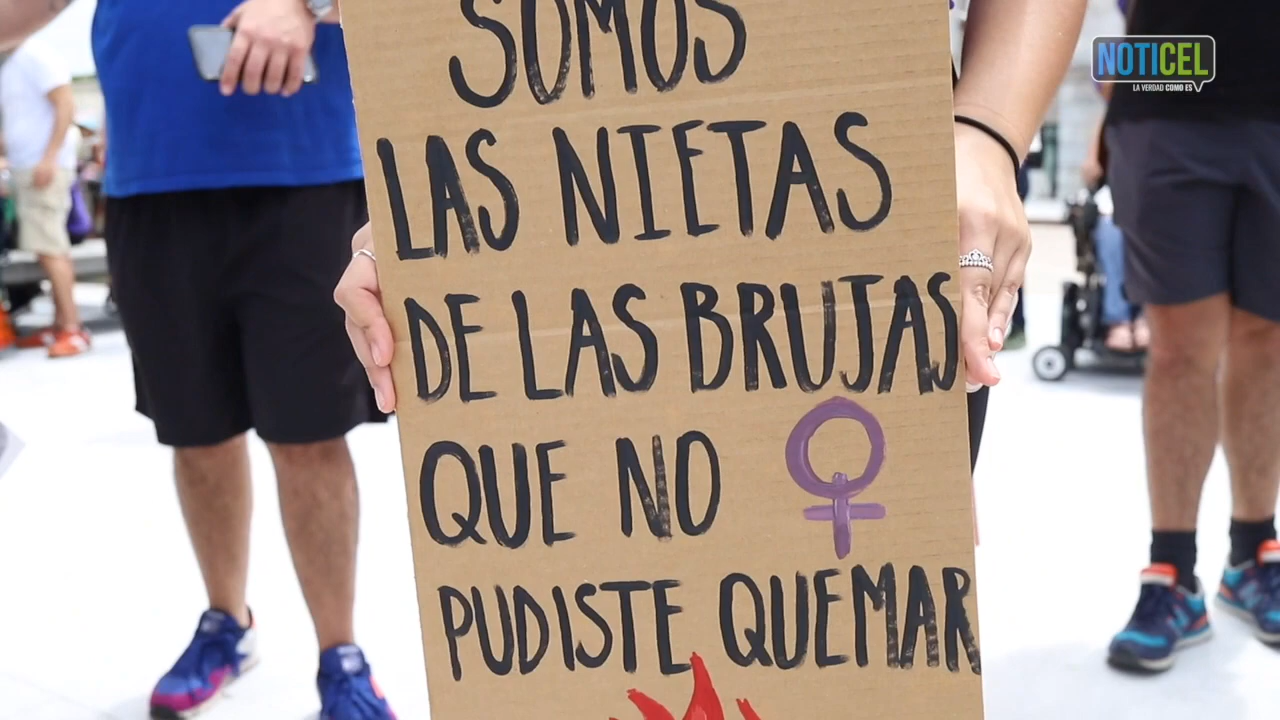 SOMOS
LAS NIETAS
DE LAS BRUJAS
QUE NO
PUDISTE QUEMAR
NOTICEL
LA VERDAD COMO ES